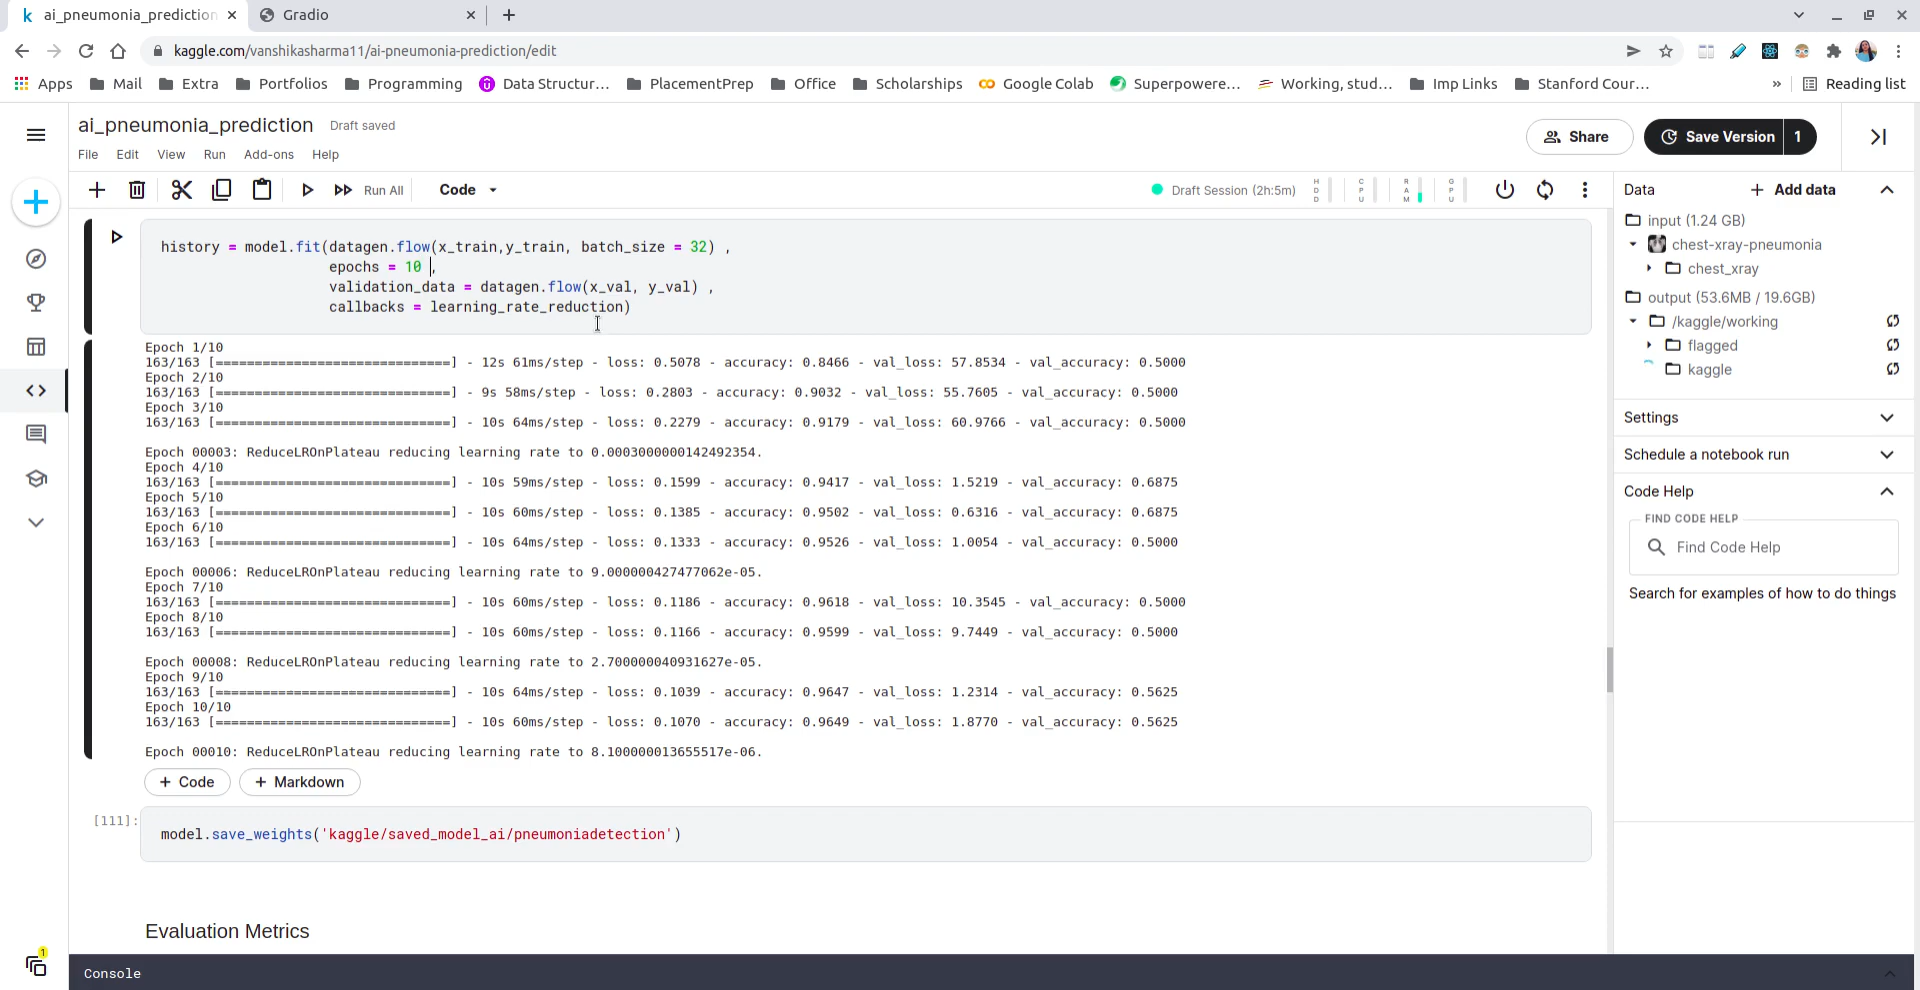 ai_pneumonia_prediction
Gradio
kaggle.com/vanshikasharma11/ai-pneumonia-prediction/edit
Apps Mail Extra Portfolios Programming Data Structur... PlacementPrep Office Scholarships Google Colab Superpowere... Working, stud... Imp Links Stanford Cour... » Reading list
ai_pneumonia_prediction Draft saved
File Edit View Run Add-ons Help
Share
Save Version 1
Run All Code
Draft Session (2h:5m) HDD CPU RAM GPU
history = model.fit(datagen.flow(x_train,y_train, batch_size = 32) ,
epochs = 10 ,
validation_data = datagen.flow(x_val, y_val) ,
callbacks = learning_rate_reduction)
Epoch 1/10
163/163 [==============================] - 12s 61ms/step - loss: 0.5078 - accuracy: 0.8466 - val_loss: 57.8534 - val_accuracy: 0.5000
Epoch 2/10
163/163 [==============================] - 9s 58ms/step - loss: 0.2803 - accuracy: 0.9032 - val_loss: 55.7605 - val_accuracy: 0.5000
Epoch 3/10
163/163 [==============================] - 10s 64ms/step - loss: 0.2279 - accuracy: 0.9179 - val_loss: 60.9766 - val_accuracy: 0.5000
Epoch 00003: ReduceLROnPlateau reducing learning rate to 0.0003000000142492354.
Epoch 4/10
163/163 [==============================] - 10s 59ms/step - loss: 0.1599 - accuracy: 0.9417 - val_loss: 1.5219 - val_accuracy: 0.6875
Epoch 5/10
163/163 [==============================] - 10s 60ms/step - loss: 0.1385 - accuracy: 0.9502 - val_loss: 0.6316 - val_accuracy: 0.6875
Epoch 6/10
163/163 [==============================] - 10s 64ms/step - loss: 0.1333 - accuracy: 0.9526 - val_loss: 1.0054 - val_accuracy: 0.5000
Epoch 00006: ReduceLROnPlateau reducing learning rate to 9.000000427477062e-05.
Epoch 7/10
163/163 [==============================] - 10s 60ms/step - loss: 0.1186 - accuracy: 0.9618 - val_loss: 10.3545 - val_accuracy: 0.5000
Epoch 8/10
163/163 [==============================] - 10s 60ms/step - loss: 0.1166 - accuracy: 0.9599 - val_loss: 9.7449 - val_accuracy: 0.5000
Epoch 00008: ReduceLROnPlateau reducing learning rate to 2.700000040931627e-05.
Epoch 9/10
163/163 [==============================] - 10s 64ms/step - loss: 0.1039 - accuracy: 0.9647 - val_loss: 1.2314 - val_accuracy: 0.5625
Epoch 10/10
163/163 [==============================] - 10s 60ms/step - loss: 0.1070 - accuracy: 0.9649 - val_loss: 1.8770 - val_accuracy: 0.5625
Epoch 00010: ReduceLROnPlateau reducing learning rate to 8.100000013655517e-06.
+ Code + Markdown
[111]:
model.save_weights('kaggle/saved_model_ai/pneumoniadetection')
Evaluation Metrics
Console
1
Data + Add data
input (1.24 GB)
chest-xray-pneumonia
chest_xray
output (53.6MB / 19.6GB)
/kaggle/working
flagged
kaggle
Settings
Schedule a notebook run
Code Help
FIND CODE HELP
Find Code Help
Search for examples of how to do things